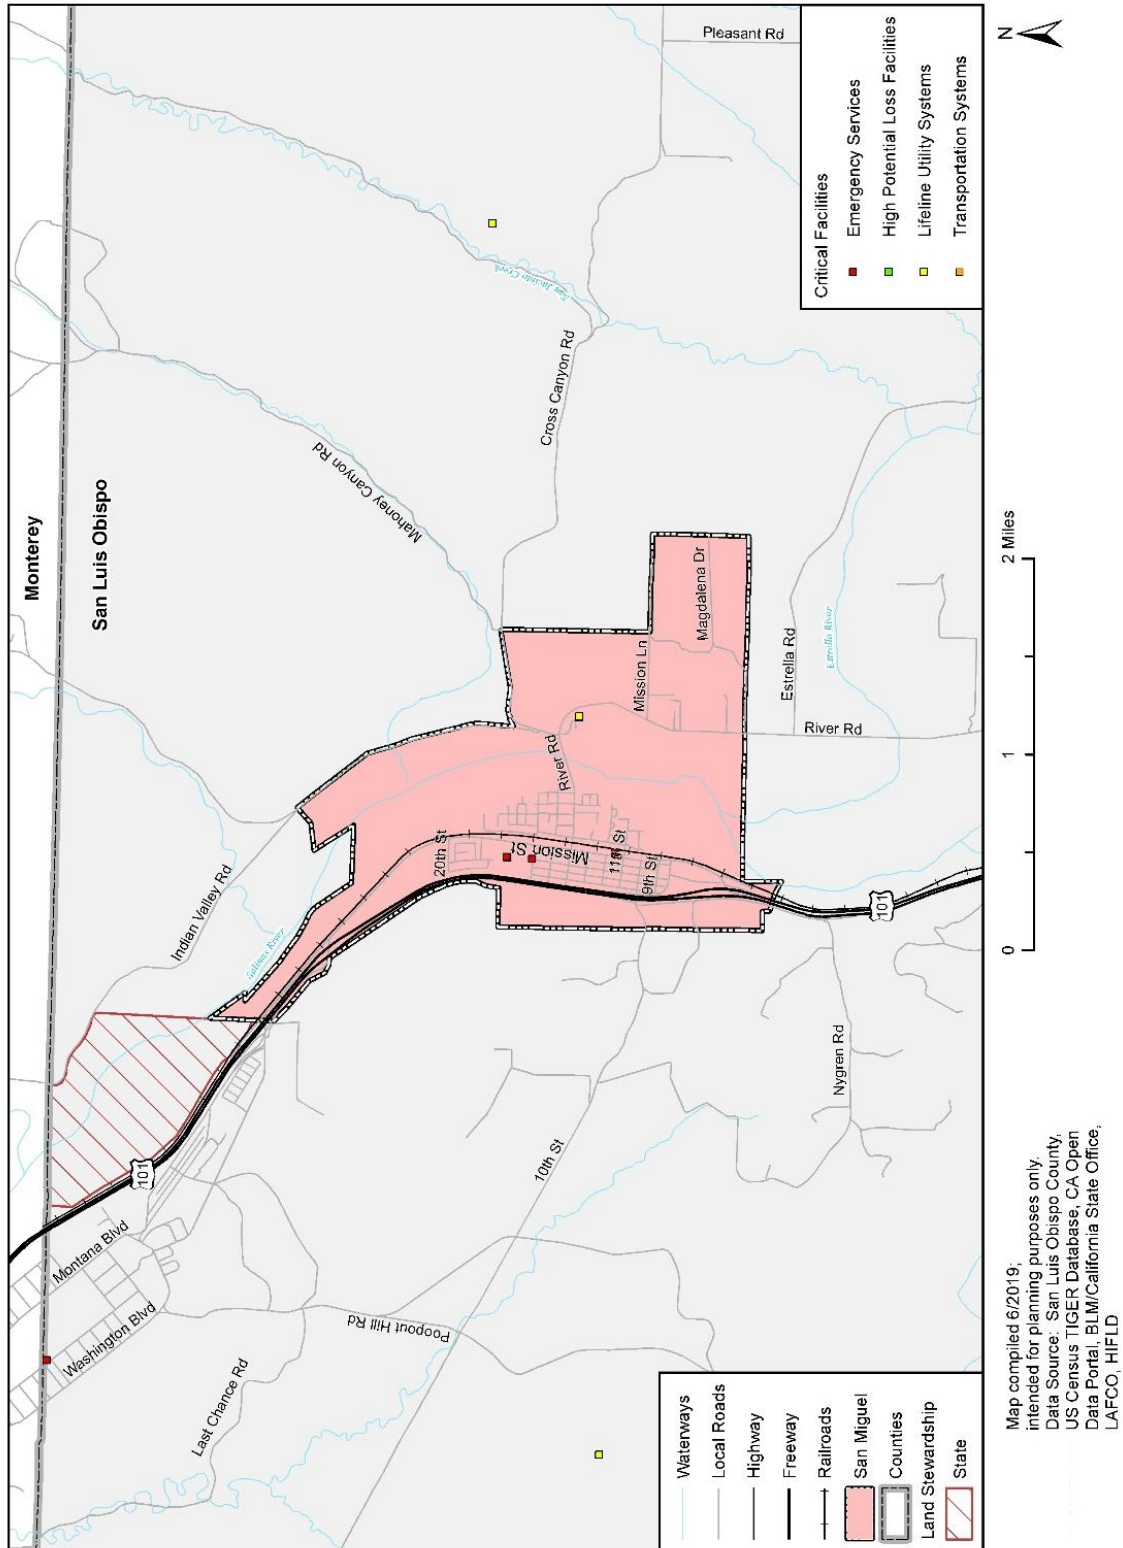 Monterey
San Luis Obispo
Pleasant Rd
San Jacinto Creek
Cross Canyon Rd
Mahoney Canyon Rd
Indian Valley Rd
Salinas River
Magdalena Dr
Mission Ln
Estrella Rd
Estrella River
River Rd
River Rd
20th St
Mission St
11th St
9th St
101
101
Montana Blvd
Washington Blvd
10th St
Nygren Rd
Poopout Hill Rd
Last Chance Rd
Critical Facilities
Emergency Services
High Potential Loss Facilities
Lifeline Utility Systems
Transportation Systems
Waterways
Local Roads
Highway
Freeway
Railroads
San Miguel
Counties
Land Stewardship
State
N
0
1
2 Miles
Map compiled 6/2019;
intended for planning purposes only.
Data Source: San Luis Obispo County,
US Census TIGER Database, CA Open
Data Portal, BLM/California State Office,
LAFCO, HIFLD